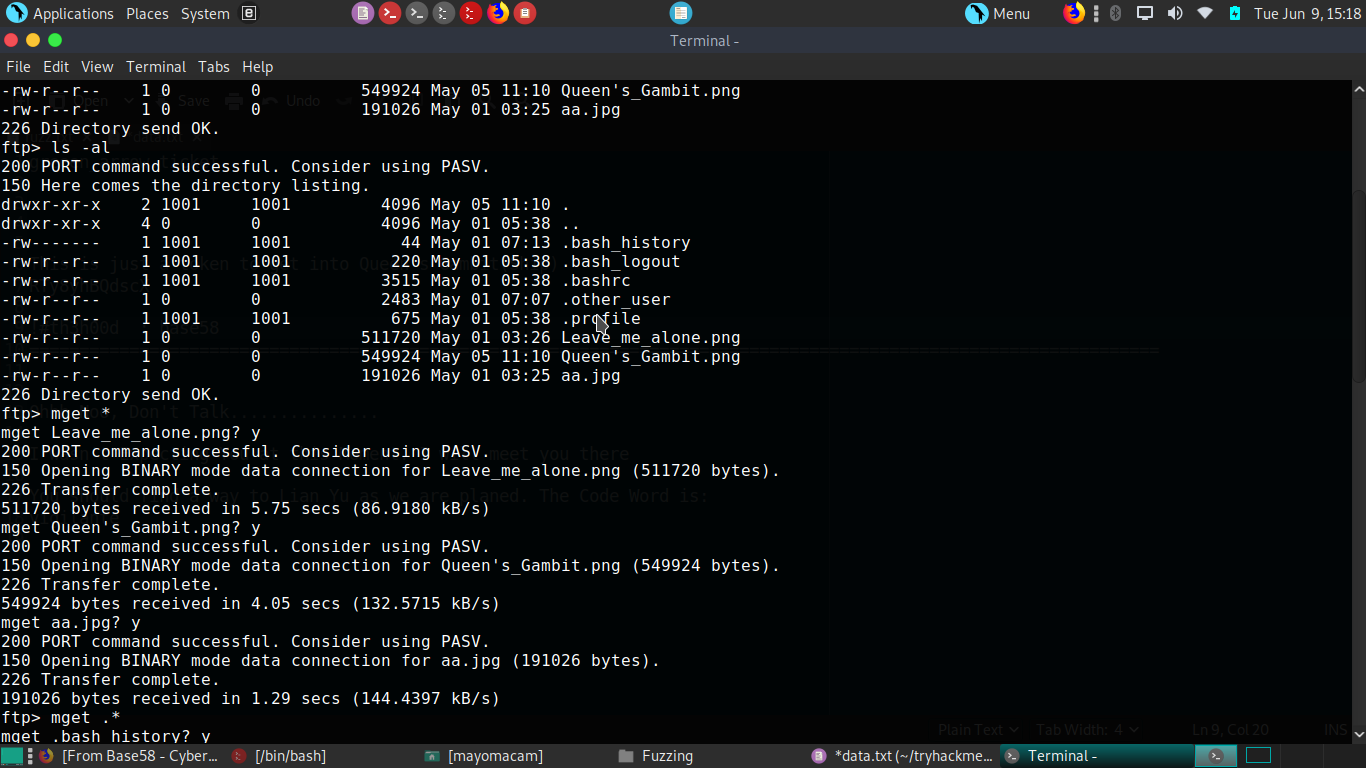 Applications Places System
Menu
Tue Jun 9, 15:18
Terminal -
File Edit View Terminal Tabs Help
-rw-r--r-- 1 0 0 549924 May 05 11:10 Queen's_Gambit.png
-rw-r--r-- 1 0 0 191026 May 01 03:25 aa.jpg
226 Directory send OK.
ftp> ls -al
200 PORT command successful. Consider using PASV.
150 Here comes the directory listing.
drwxr-xr-x 2 1001 1001 4096 May 05 11:10 .
drwxr-xr-x 4 0 0 4096 May 01 05:38 ..
-rw------- 1 1001 1001 44 May 01 07:13 .bash_history
-rw-r--r-- 1 1001 1001 220 May 01 05:38 .bash_logout
-rw-r--r-- 1 1001 1001 3515 May 01 05:38 .bashrc
-rw-r--r-- 1 0 0 2483 May 01 07:07 .other_user
-rw-r--r-- 1 1001 1001 675 May 01 05:38 .profile
-rw-r--r-- 1 0 0 511720 May 01 03:26 Leave_me_alone.png
-rw-r--r-- 1 0 0 549924 May 05 11:10 Queen's_Gambit.png
-rw-r--r-- 1 0 0 191026 May 01 03:25 aa.jpg
226 Directory send OK.
ftp> mget *
mget Leave_me_alone.png? y
200 PORT command successful. Consider using PASV.
150 Opening BINARY mode data connection for Leave_me_alone.png (511720 bytes).
226 Transfer complete.
511720 bytes received in 5.75 secs (86.9180 kB/s)
mget Queen's_Gambit.png? y
200 PORT command successful. Consider using PASV.
150 Opening BINARY mode data connection for Queen's_Gambit.png (549924 bytes).
226 Transfer complete.
549924 bytes received in 4.05 secs (132.5715 kB/s)
mget aa.jpg? y
200 PORT command successful. Consider using PASV.
150 Opening BINARY mode data connection for aa.jpg (191026 bytes).
226 Transfer complete.
191026 bytes received in 1.29 secs (144.4397 kB/s)
ftp> mget .*
mget .bash_history? y
Plain Text Tab Width: 4 Ln 9, Col 20 INS
[From Base58 - Cyber... [/bin/bash] [mayomacam] Fuzzing *data.txt (~/tryhackme... Terminal -